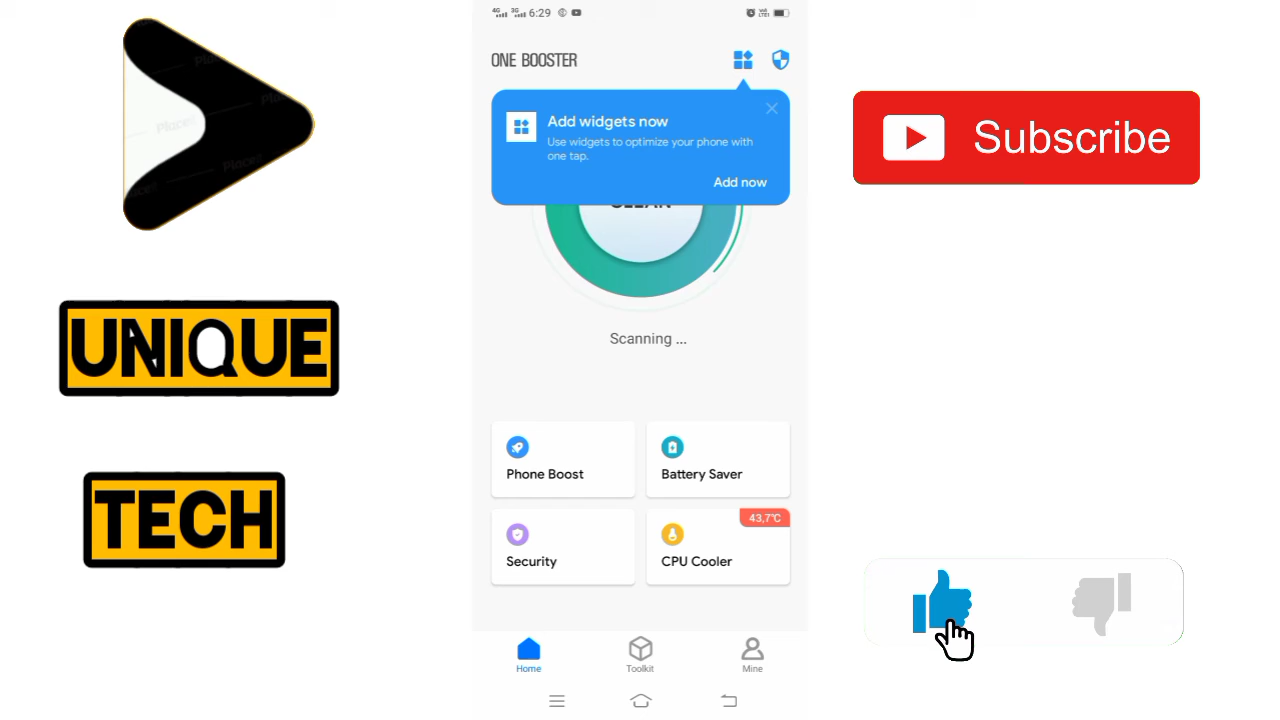 4G 3G 6:29
ONE BOOSTER
Add widgets now
Use widgets to optimize your phone with
one tap.
Add now
CLEAN
Scanning ...
Phone Boost
Battery Saver
Security
43,7°C
CPU Cooler
Home
Toolkit
Mine
UNIQUE
TECH
Subscribe